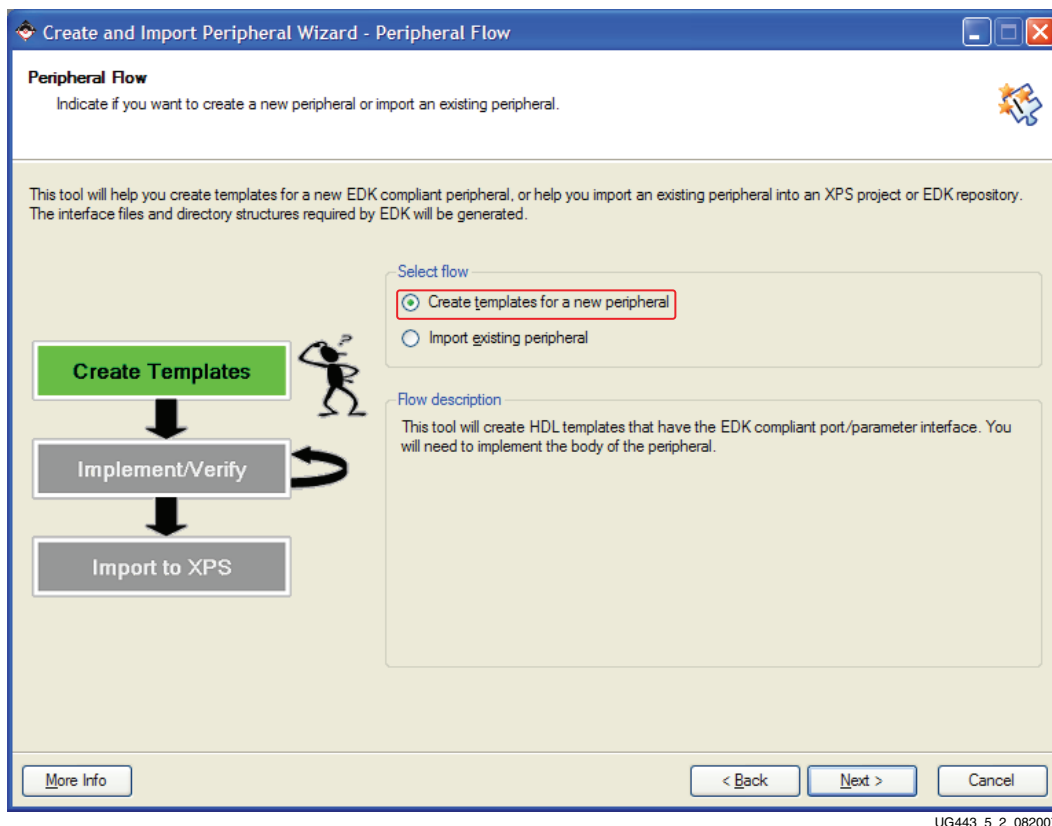 Create and Import Peripheral Wizard - Peripheral Flow
Peripheral Flow
Indicate if you want to create a new peripheral or import an existing peripheral.
This tool will help you create templates for a new EDK compliant peripheral, or help you import an existing peripheral into an XPS project or EDK repository.
The interface files and directory structures required by EDK will be generated.
Select flow
Create templates for a new peripheral
Import existing peripheral
Create Templates
Implement/Verify
Import to XPS
Flow description
This tool will create HDL templates that have the EDK compliant port/parameter interface. You
will need to implement the body of the peripheral.
More Info
< Back
Next >
Cancel